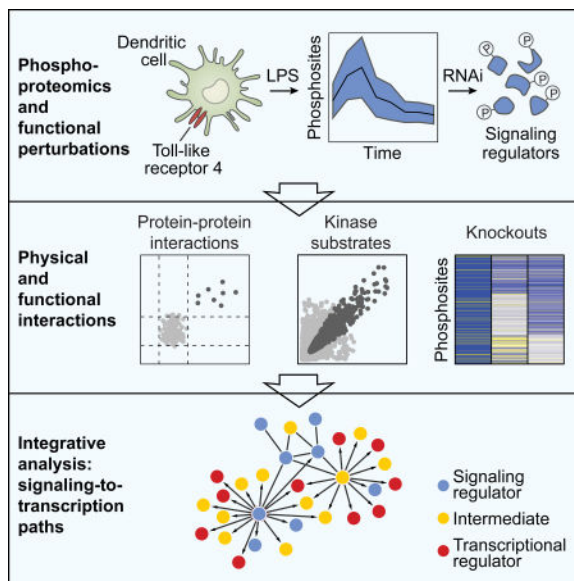 Phospho-
proteomics
and
functional
perturbations
Dendritic
cell
Toll-like
receptor 4
LPS
Phosphosites
Time
RNAi
P
P
P
P
P
Signaling
regulators
Physical
and
functional
interactions
Protein-protein
interactions
Kinase
substrates
Knockouts
Phosphosites
Integrative
analysis:
signaling-to-
transcription
paths
Signaling
regulator
Intermediate
Transcriptional
regulator